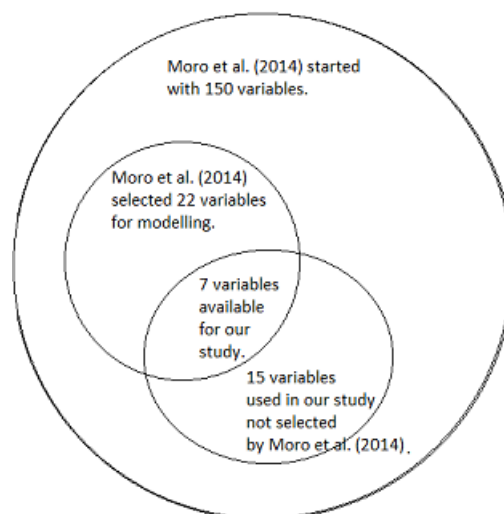 Moro et al. (2014) started
with 150 variables.
Moro et al. (2014)
selected 22 variables
for modelling.
7 variables
available
for our
study.
15 variables
used in our study
not selected
by Moro et al. (2014).